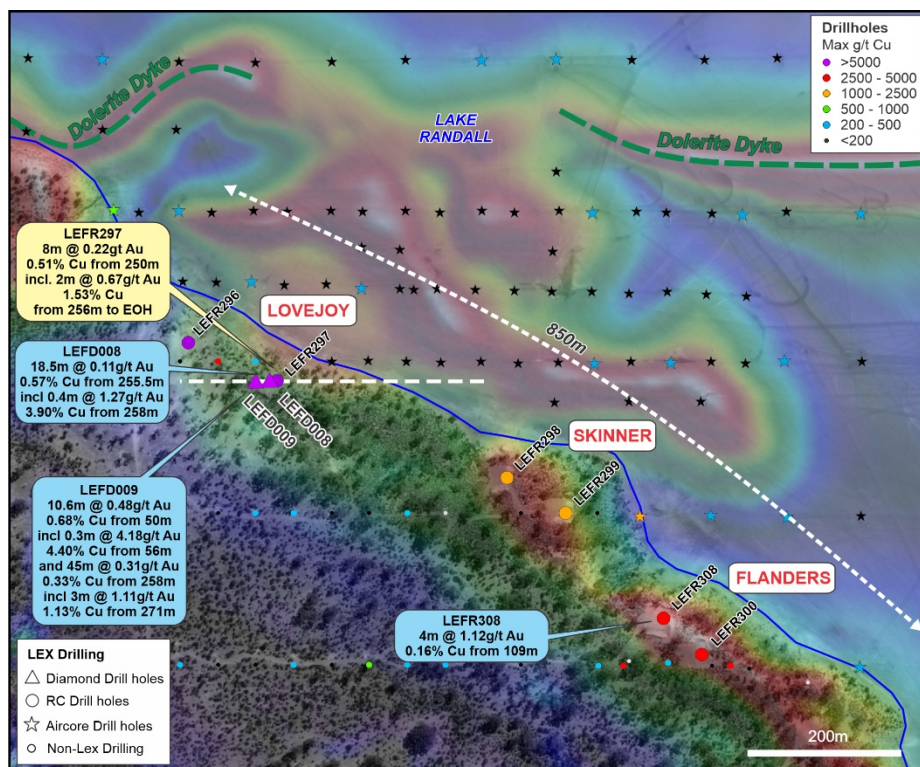 Drillholes
Max g/t Cu
>5000
2500 - 5000
1000 - 2500
500 - 1000
200 - 500
<200
Dolerite Dyke
LAKE
RANDALL
Dolerite Dyke
LEFR297
8m @ 0.22gt Au
0.51% Cu from 250m
incl. 2m @ 0.67g/t Au
1.53% Cu
from 256m to EOH
LEFR296
LOVEJOY
LEFR297
850m
LEFD008
18.5m @ 0.11g/t Au
0.57% Cu from 255.5m
incl 0.4m @ 1.27g/t Au
3.90% Cu from 258m
LEFD009
LEFD008
SKINNER
LEFR298
LEFR299
LEFD009
10.6m @ 0.48g/t Au
0.68% Cu from 50m
incl 0.3m @ 4.18g/t Au
4.40% Cu from 56m
and 45m @ 0.31g/t Au
0.33% Cu from 258m
incl 3m @ 1.11g/t Au
1.13% Cu from 271m
FLANDERS
LEFR308
LEFR300
LEFR308
4m @ 1.12g/t Au
0.16% Cu from 109m
LEX Drilling
Diamond Drill holes
RC Drill holes
Aircore Drill holes
Non-Lex Drilling
200m